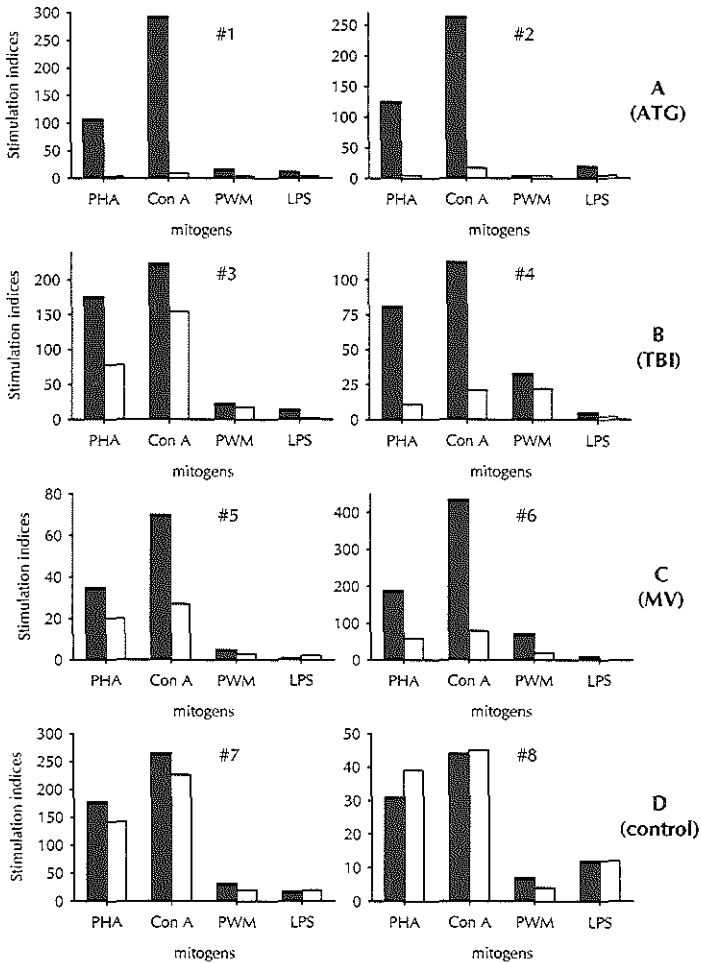 Stimulation indices
300
250
200
150
100
50
0
#1
PHA Con A PWM LPS
mitogens
250
200
150
100
50
0
#2
PHA Con A PWM LPS
mitogens
A
(ATG)
Stimulation indices
200
150
100
50
0
#3
PHA Con A PWM LPS
mitogens
100
75
50
25
0
#4
PHA Con A PWM LPS
mitogens
B
(TBI)
Stimulation indices
80
60
40
20
0
#5
PHA Con A PWM LPS
mitogens
400
300
200
100
0
#6
PHA Con A PWM LPS
mitogens
C
(MV)
Stimulation indices
300
250
200
150
100
50
0
#7
PHA Con A PWM LPS
mitogens
50
40
30
20
10
0
#8
PHA Con A PWM LPS
mitogens
D
(control)